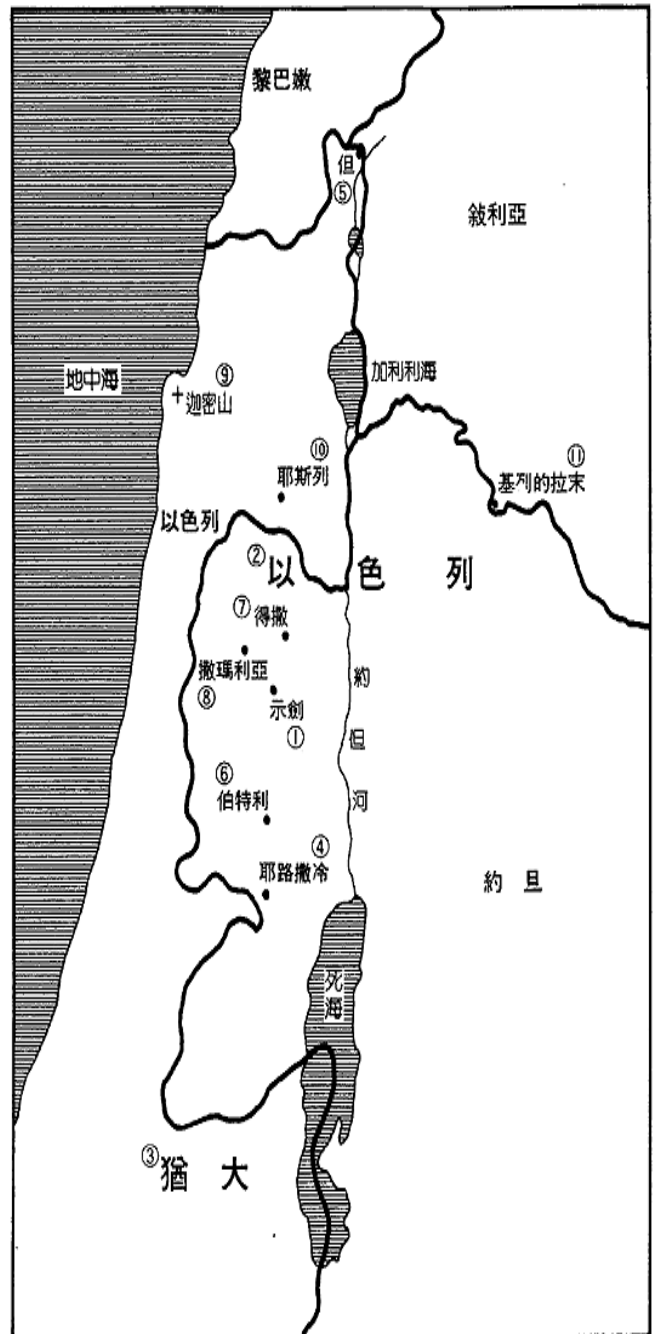 黎巴嫩
但
⑤
敍利亞
地中海
⑨
迦密山
加利利海
⑩
耶斯列
⑪
基列的拉末
以色列
②以色列
⑦得撒
撒瑪利亞
⑧
示劍
①
約但河
⑥
伯特利
④
耶路撒冷
約旦
死海
③猶大